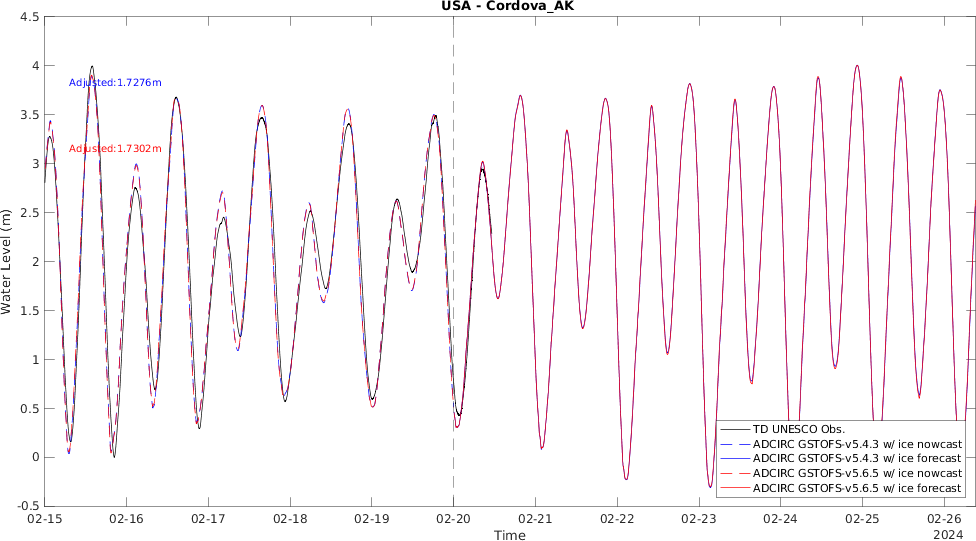 USA - Cordova_AK
4.5
4
3.5
3
2.5
2
1.5
1
0.5
0
-0.5
Water Level (m)
Adjusted:1.7276m
Adjusted:1.7302m
TD UNESCO Obs.
ADCIRC GSTOFS-v5.4.3 w/ ice nowcast
ADCIRC GSTOFS-v5.4.3 w/ ice forecast
ADCIRC GSTOFS-v5.6.5 w/ ice nowcast
ADCIRC GSTOFS-v5.6.5 w/ ice forecast
02-15 02-16 02-17 02-18 02-19 02-20 02-21 02-22 02-23 02-24 02-25 02-26
Time
2024